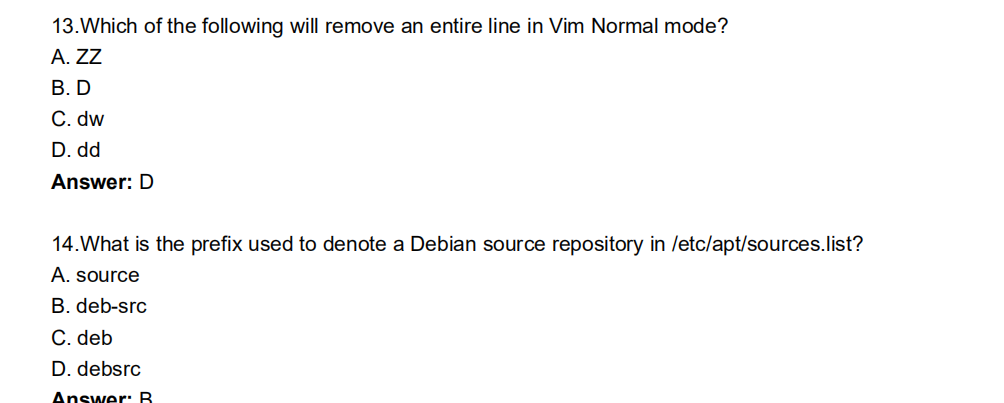 13.Which of the following will remove an entire line in Vim Normal mode?
A. ZZ
B. D
C. dw
D. dd
Answer: D
14.What is the prefix used to denote a Debian source repository in /etc/apt/sources.list?
A. source
B. deb-src
C. deb
D. debsrc
Answer: B